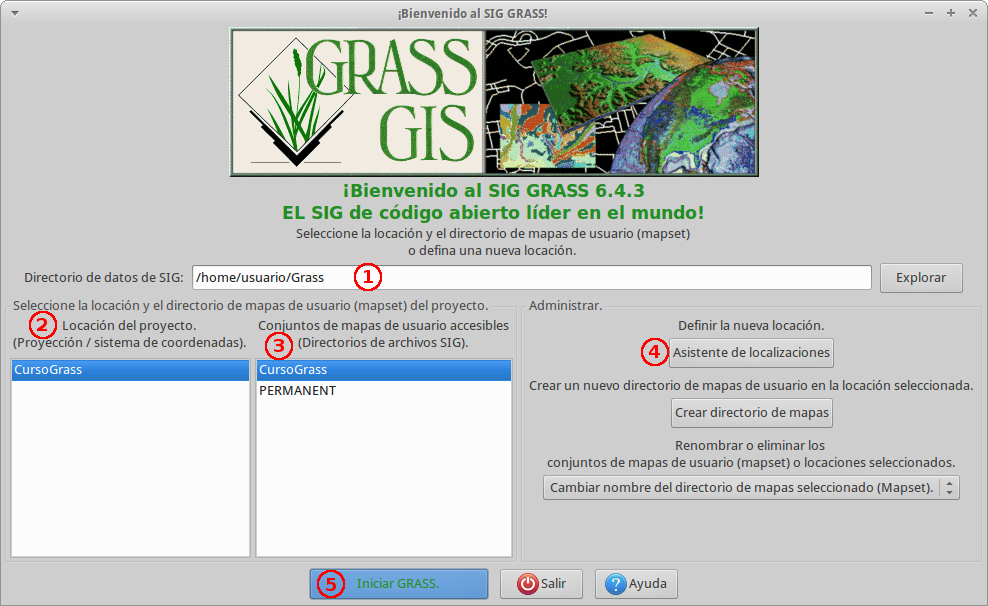 ¡Bienvenido al SIG GRASS!
GRASS
GIS
¡Bienvenido al SIG GRASS 6.4.3
EL SIG de código abierto líder en el mundo!
Seleccione la locación y el directorio de mapas de usuario (mapset)
o defina una nueva locación.
Directorio de datos de SIG: /home/usuario/Grass 1 Explorar
Seleccione la locación y el directorio de mapas de usuario (mapset) del proyecto.
2 Locación del proyecto.
(Proyección / sistema de coordenadas).
CursoGrass
Conjuntos de mapas de usuario accesibles
3 (Directorios de archivos SIG).
CursoGrass
PERMANENT
Administrar.
Definir la nueva locación.
4 Asistente de localizaciones
Crear un nuevo directorio de mapas de usuario en la locación seleccionada.
Crear directorio de mapas
Renombrar o eliminar los
conjuntos de mapas de usuario (mapset) o locaciones seleccionados.
Cambiar nombre del directorio de mapas seleccionado (Mapset).
5 Iniciar GRASS. Salir ? Ayuda